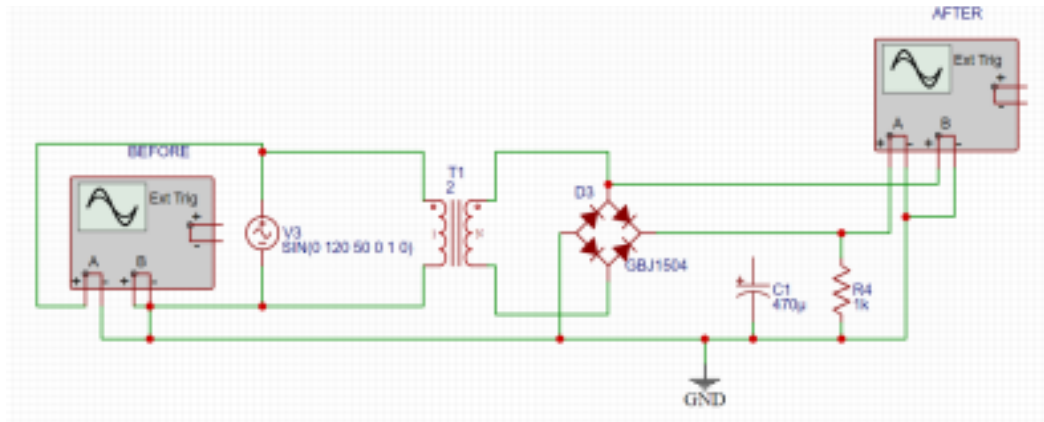 AFTER
Ext Trig
+
-
A
B
+
-
+
-
BEFORE
Ext Trig
+
-
A
B
+
-
+
-
V3
SIN(0 120 50 0 1 0)
T1
2
D3
GBJ1504
+
C1
470µ
R4
1k
GND